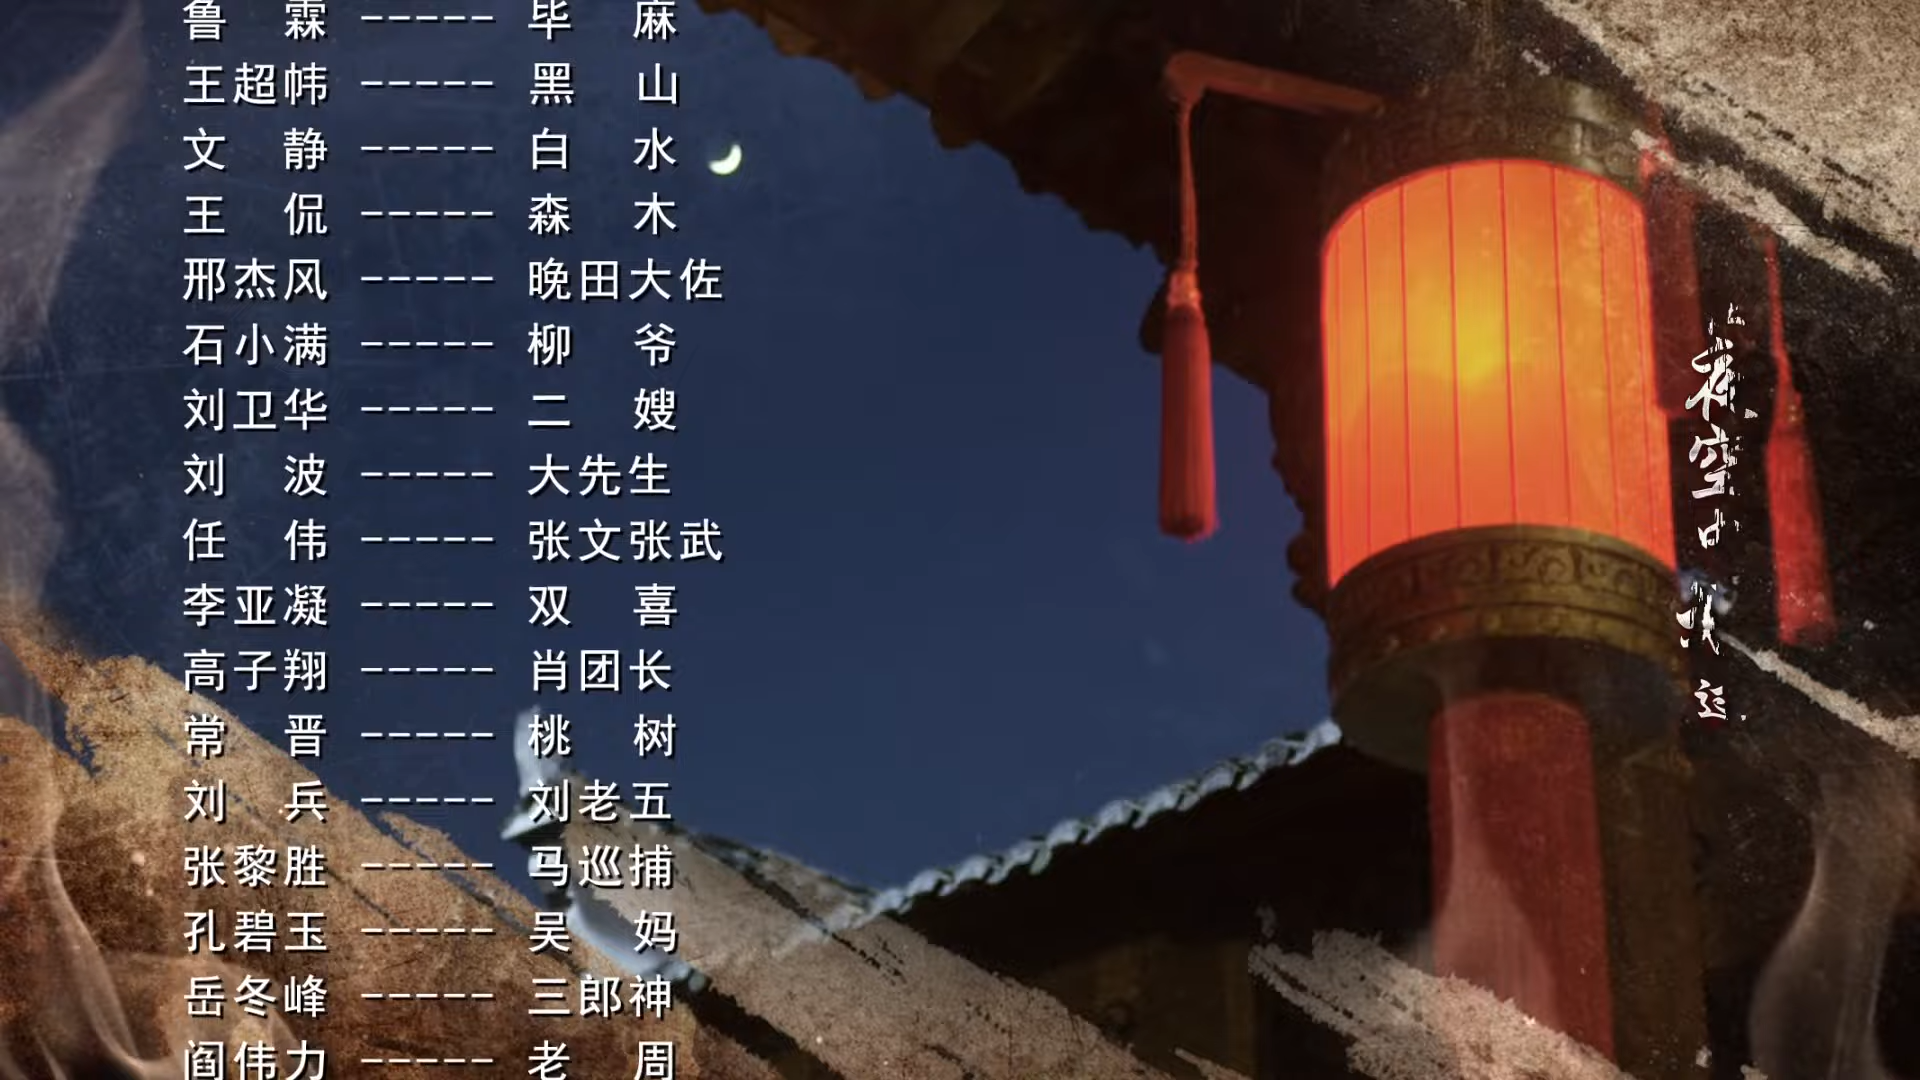 鲁霖 ----- 毕麻
王超帏 ----- 黑山
文静 ----- 白水
王侃 ----- 森木
邢杰风 ----- 晚田大佐
石小满 ----- 柳爷
刘卫华 ----- 二嫂
刘波 ----- 大先生
任伟 ----- 张文张武
李亚凝 ----- 双喜
高子翔 ----- 肖团长
常晋 ----- 桃树
刘兵 ----- 刘老五
张黎胜 ----- 马巡捕
孔碧玉 ----- 吴妈
岳冬峰 ----- 三郎神
阎伟力 ----- 老周